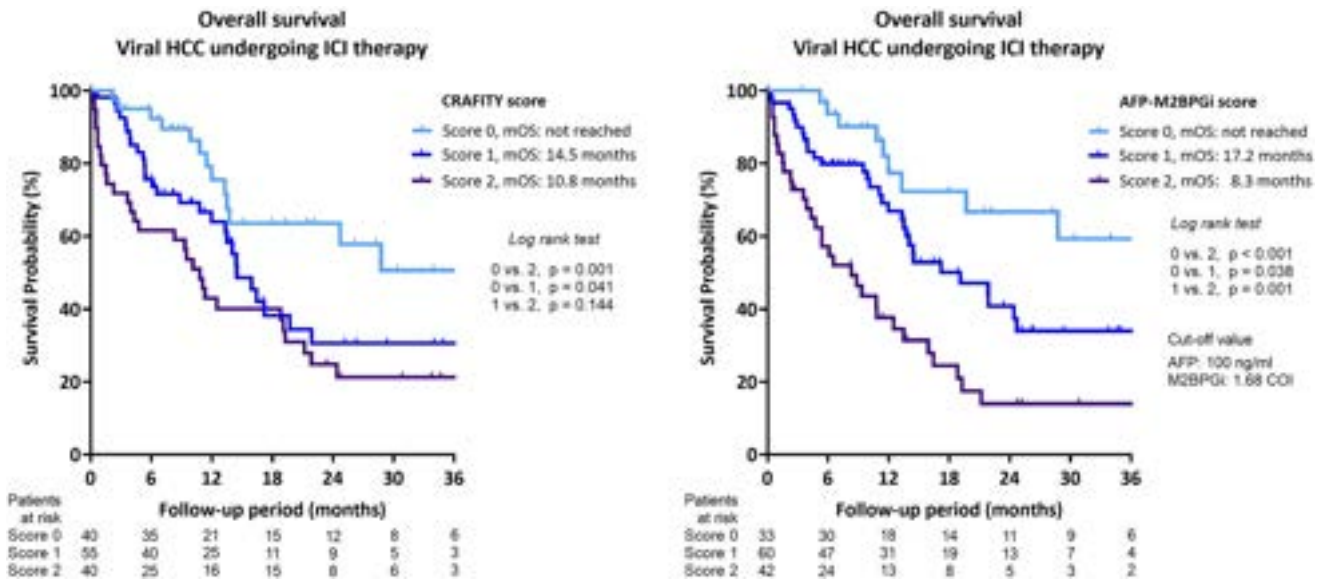 Overall survival
Viral HCC undergoing ICI therapy
Survival Probability (%)
100
80
60
40
20
0
0 6 12 18 24 30 36
Follow-up period (months)
CRAFITY score
Score 0, mOS: not reached
Score 1, mOS: 14.5 months
Score 2, mOS: 10.8 months
Log rank test
0 vs. 2, p = 0.001
0 vs. 1, p = 0.041
1 vs. 2, p = 0.144
Patients
at risk
Score 0 40 35 21 15 12 8 6
Score 1 55 40 25 11 9 5 3
Score 2 40 25 16 15 8 6 3
Overall survival
Viral HCC undergoing ICI therapy
Survival Probability (%)
100
80
60
40
20
0
0 6 12 18 24 30 36
Follow-up period (months)
AFP-M2BPGi score
Score 0, mOS: not reached
Score 1, mOS: 17.2 months
Score 2, mOS: 8.3 months
Log rank test
0 vs. 2, p < 0.001
0 vs. 1, p = 0.038
1 vs. 2, p = 0.001
Cut-off value
AFP: 100 ng/ml
M2BPGi: 1.68 COI
Patients
at risk
Score 0 33 30 18 14 11 9 6
Score 1 60 47 31 19 13 7 4
Score 2 42 24 13 8 5 3 2